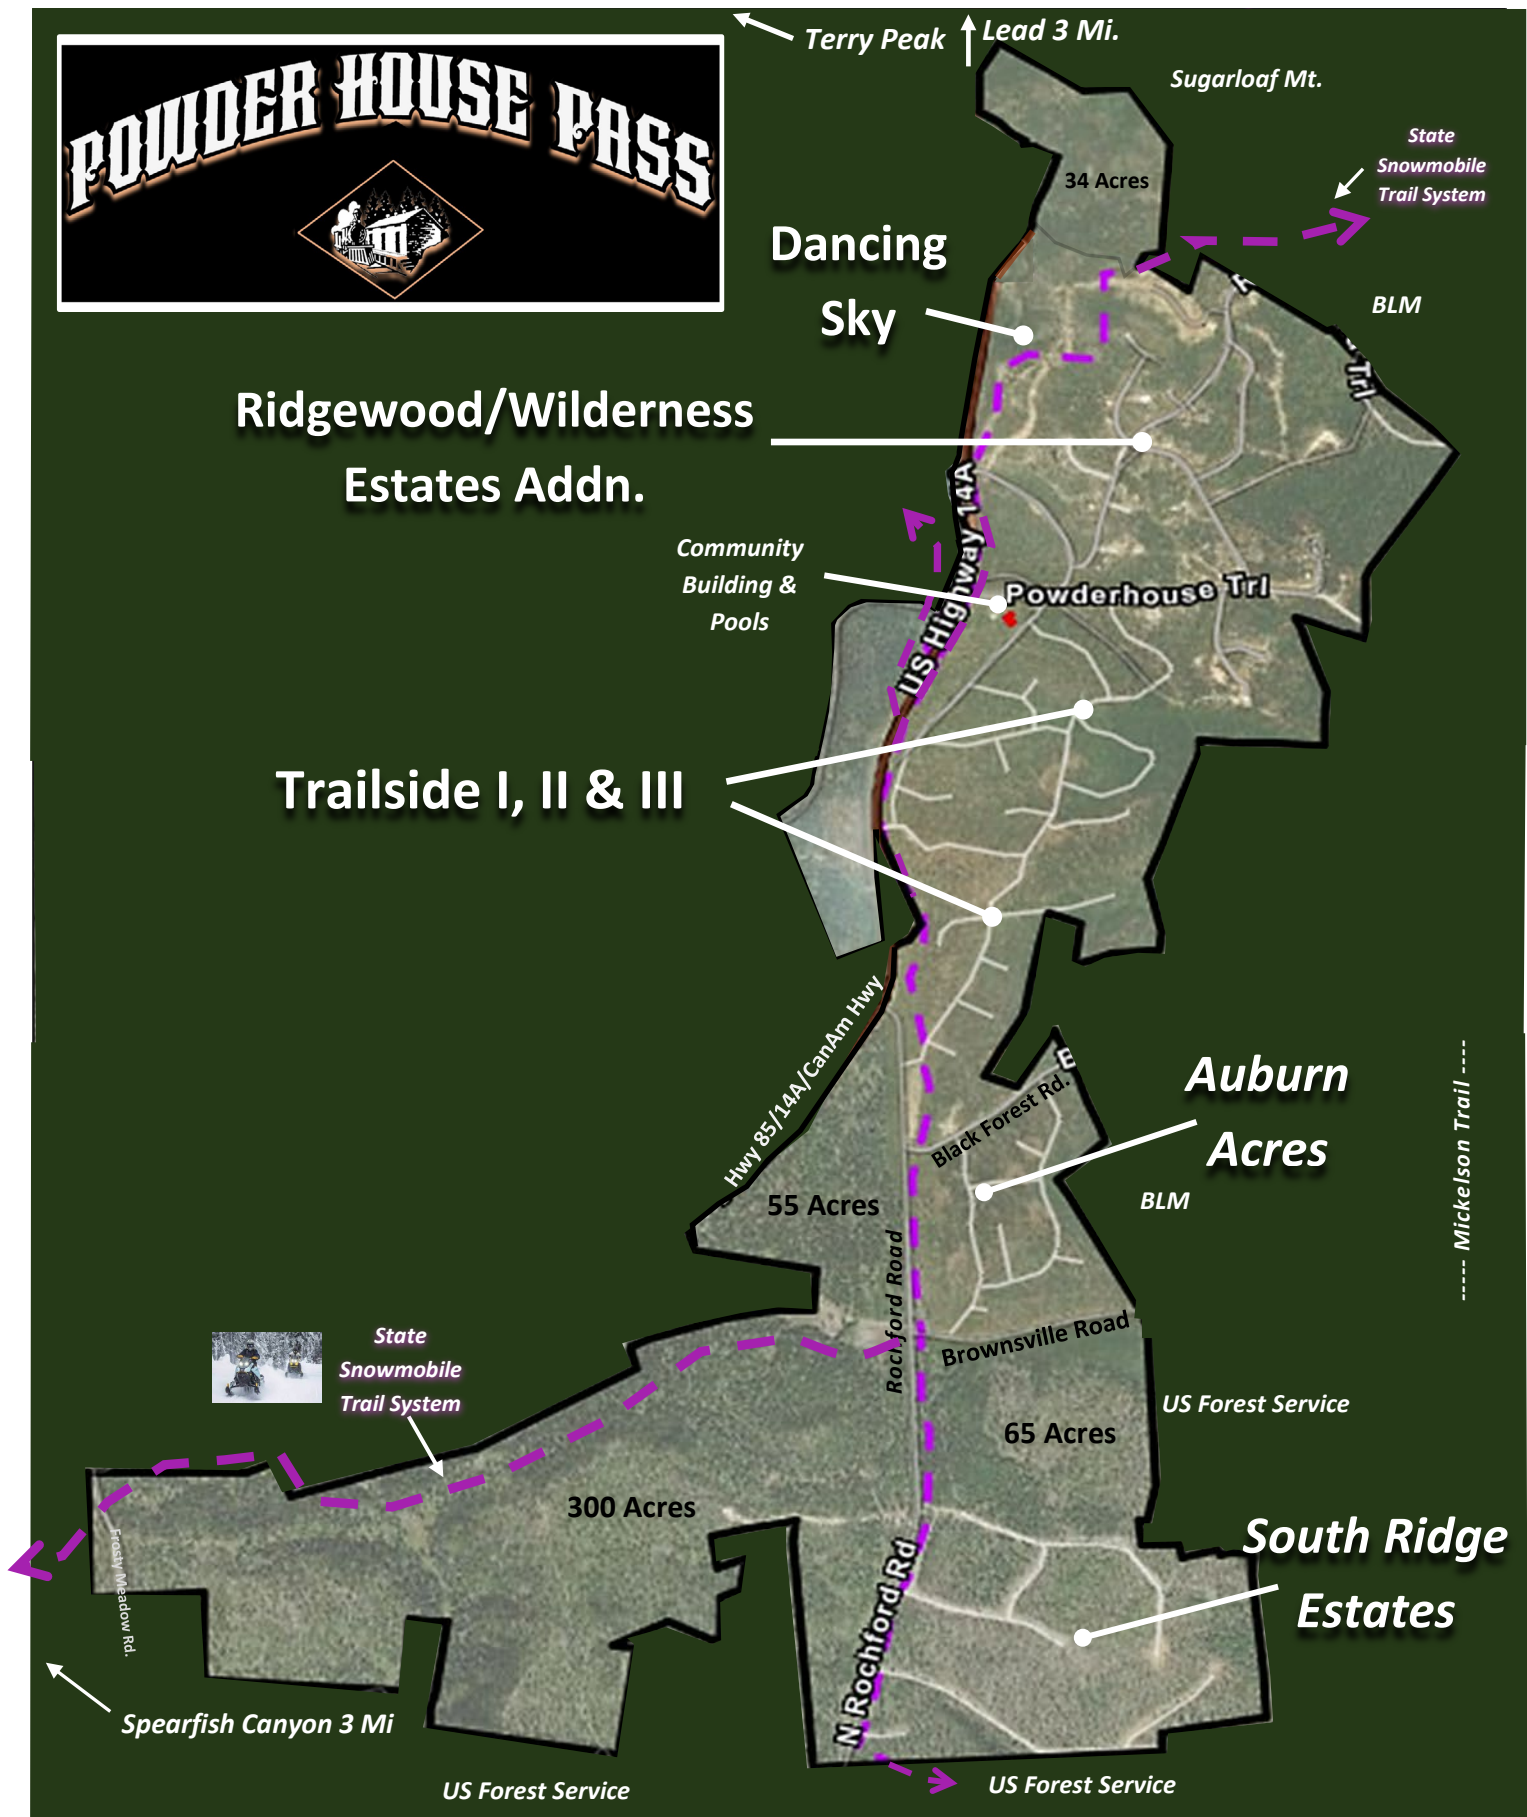 POWDER HOUSE PASS
Terry Peak
Lead 3 Mi.
Sugarloaf Mt.
State
Snowmobile
Trail System
34 Acres
Dancing
Sky
BLM
Trl
Ridgewood/Wilderness
Estates Addn.
US Highway 14A
Community
Building &
Pools
Powderhouse Trl
Trailside I, II & III
Hwy 85/14A/CanAm Hwy
E
Black Forest Rd.
Auburn
Acres
----- Mickelson Trail ----
55 Acres
BLM
Rochford Road
Brownsville Road
State
Snowmobile
Trail System
US Forest Service
65 Acres
300 Acres
South Ridge
Estates
Frosty Meadow Rd.
N Rochford Rd
Spearfish Canyon 3 Mi
US Forest Service
US Forest Service